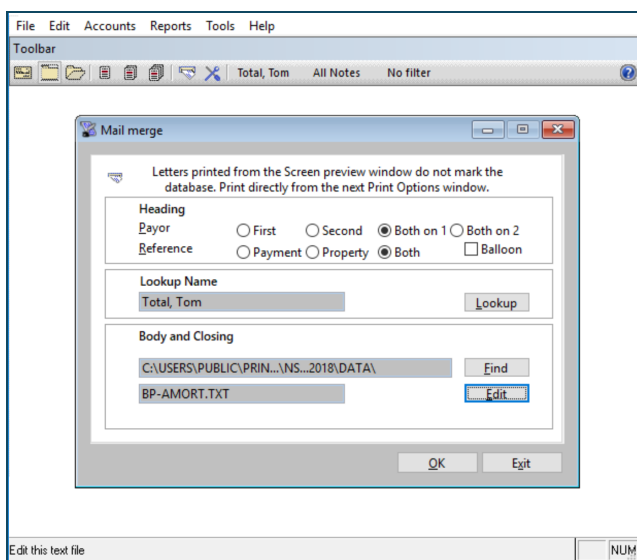 File Edit Accounts Reports Tools Help
Toolbar
Total, Tom All Notes No filter
Mail merge
Letters printed from the Screen preview window do not mark the
database. Print directly from the next Print Options window.
Heading
Payor First Second Both on 1 Both on 2
Reference Payment Property Both Balloon
Lookup Name
Total, Tom Lookup
Body and Closing
C:\USERS\PUBLIC\PRIN...\NS...2018\DATA\ Find
BP-AMORT.TXT Edit
OK Exit
Edit this text file NUM